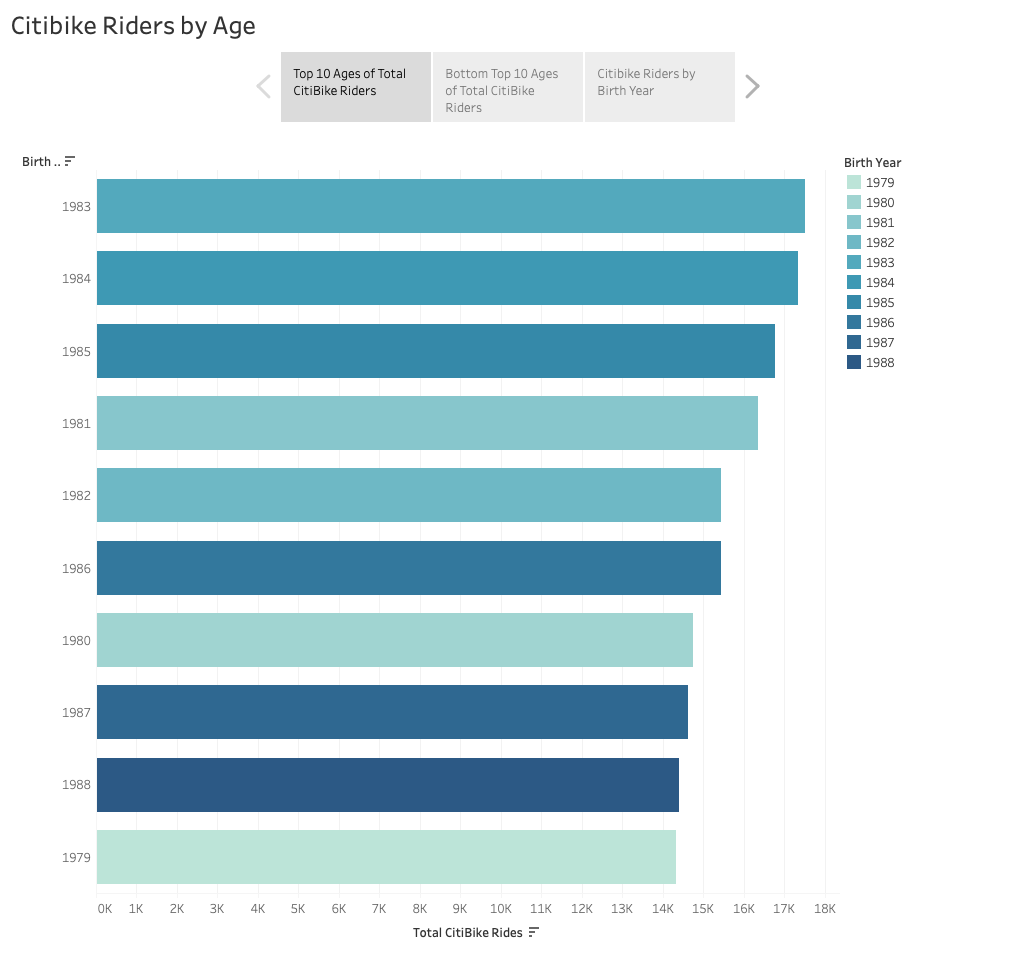 Citibike Riders by Age
Top 10 Ages of Total
CitiBike Riders
Bottom Top 10 Ages
of Total CitiBike
Riders
Citibike Riders by
Birth Year
Birth ..
1983
1984
1985
1981
1982
1986
1980
1987
1988
1979
0K 1K 2K 3K 4K 5K 6K 7K 8K 9K 10K 11K 12K 13K 14K 15K 16K 17K 18K
Total CitiBike Rides
Birth Year
1979
1980
1981
1982
1983
1984
1985
1986
1987
1988